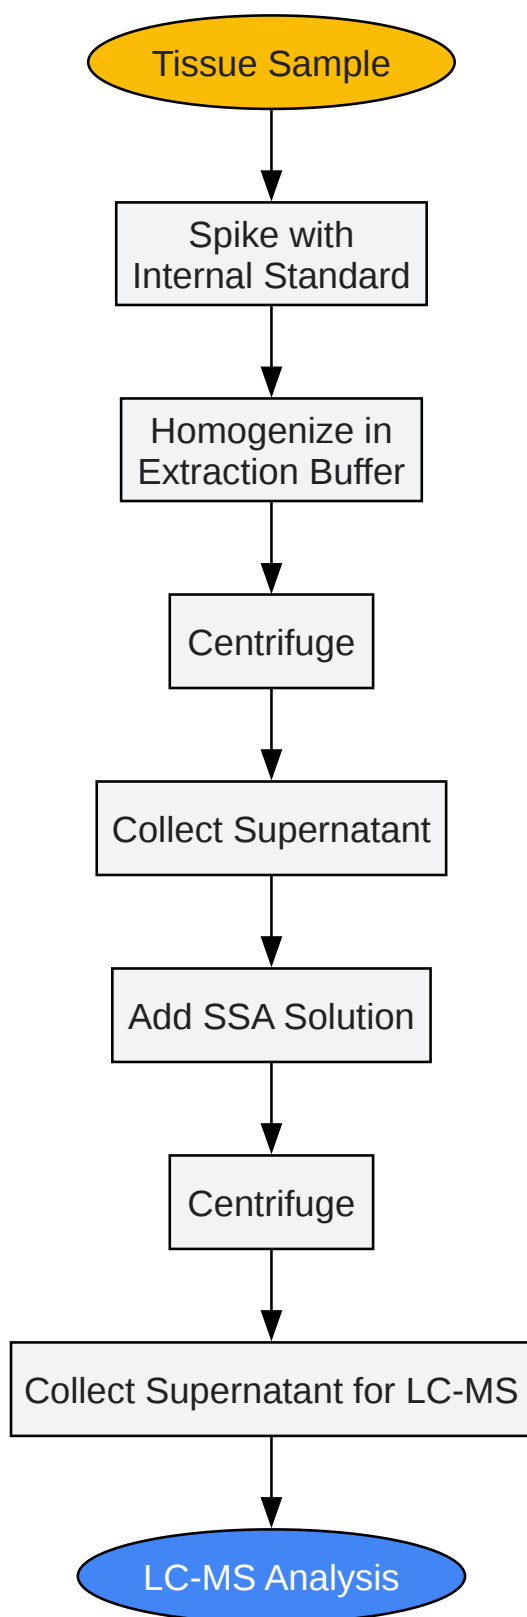 Tissue Sample
Spike with
Internal Standard
Homogenize in
Extraction Buffer
Centrifuge
Collect Supernatant
Add SSA Solution
Centrifuge
Collect Supernatant for LC-MS
LC-MS Analysis